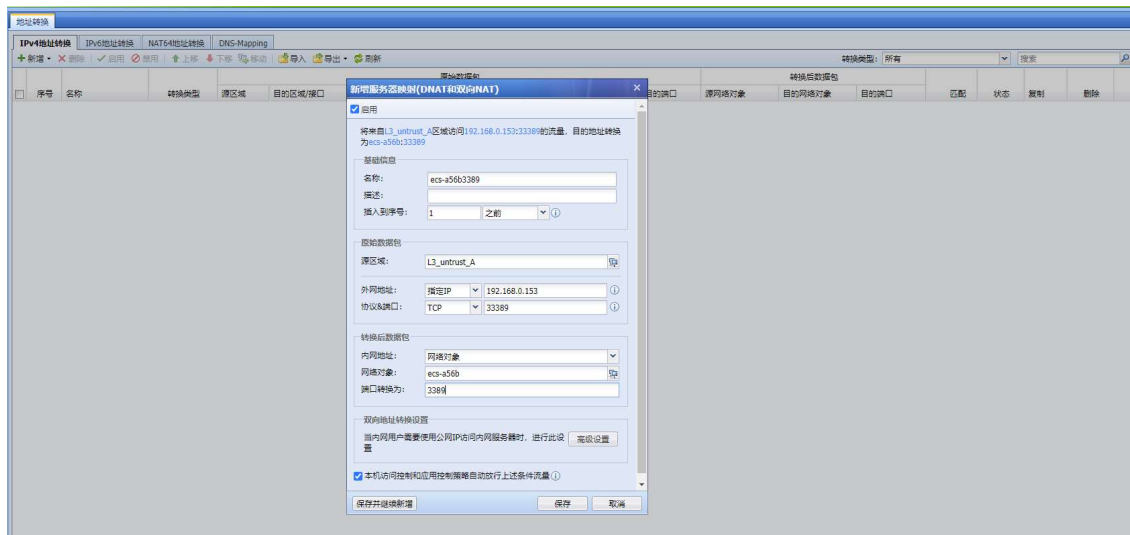 地址转换
IPv4地址转换 IPv6地址转换 NAT64地址转换 DNS-Mapping
新增 删除 启用 禁用 上移 下移 移动 导入 导出 刷新 转换类型: 所有 搜索
原始数据包 转换后数据包
序号 名称 转换类型 源区域 目的区域/接口 目的端口 源网络对象 目的网络对象 目的端口 匹配 状态 复制 删除
新增服务器映射(DNAT和双向NAT)
启用
将来自L3_untrust_A区域访问192.168.0.153:33389的流量，目的地址转换
为ecs-a56b:33389
基础信息
名称: ecs-a56b3389
描述:
插入到序号: 1 之前
原始数据包
源区域: L3_untrust_A
外网地址: 指定IP 192.168.0.153
协议&端口: TCP 33389
转换后数据包
内网地址: 网络对象
网络对象: ecs-a56b
端口转换为: 3389
双向地址转换设置
当内网用户需要使用公网IP访问内网服务器时，进行此设
置
高级设置
本机访问控制和应用控制策略自动放行上述条件流量
保存并继续新增 保存 取消